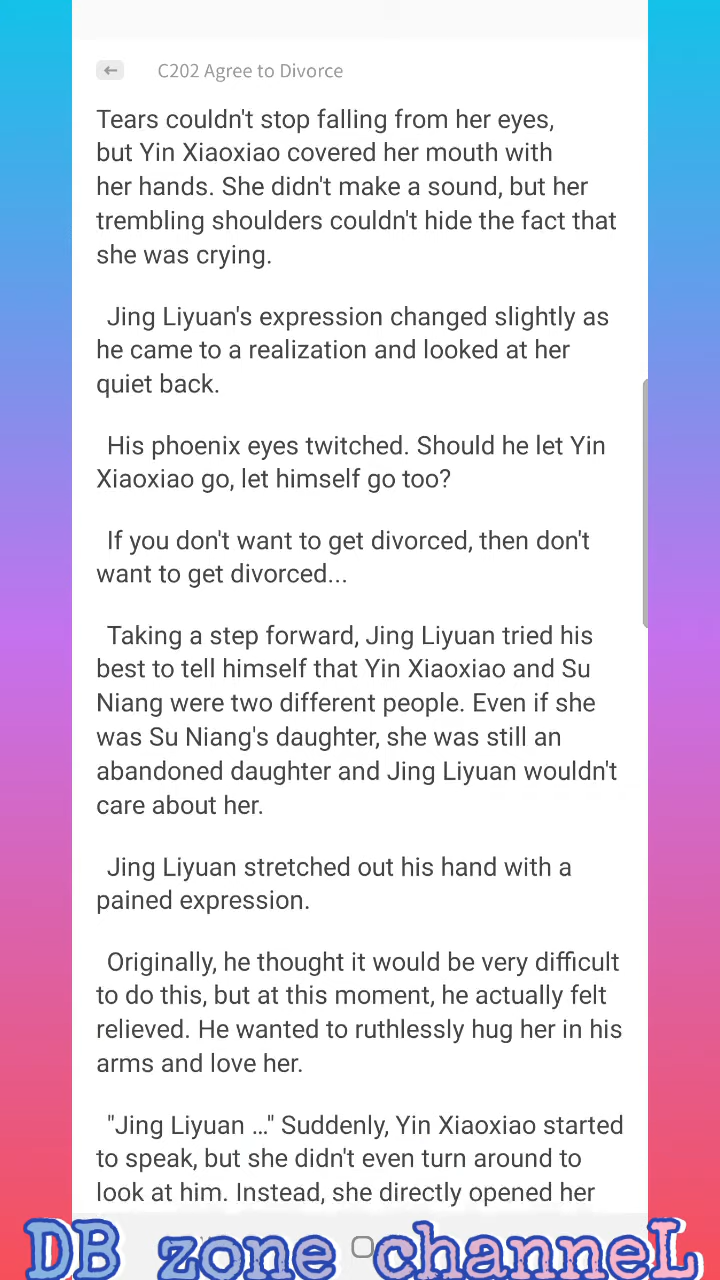 C202 Agree to Divorce
Tears couldn't stop falling from her eyes,
but Yin Xiaoxiao covered her mouth with
her hands. She didn't make a sound, but her
trembling shoulders couldn't hide the fact that
she was crying.
Jing Liyuan's expression changed slightly as
he came to a realization and looked at her
quiet back.
His phoenix eyes twitched. Should he let Yin
Xiaoxiao go, let himself go too?
If you don't want to get divorced, then don't
want to get divorced...
Taking a step forward, Jing Liyuan tried his
best to tell himself that Yin Xiaoxiao and Su
Niang were two different people. Even if she
was Su Niang's daughter, she was still an
abandoned daughter and Jing Liyuan wouldn't
care about her.
Jing Liyuan stretched out his hand with a
pained expression.
Originally, he thought it would be very difficult
to do this, but at this moment, he actually felt
relieved. He wanted to ruthlessly hug her in his
arms and love her.
"Jing Liyuan ..." Suddenly, Yin Xiaoxiao started
to speak, but she didn't even turn around to
look at him. Instead, she directly opened her
DB zone channeL